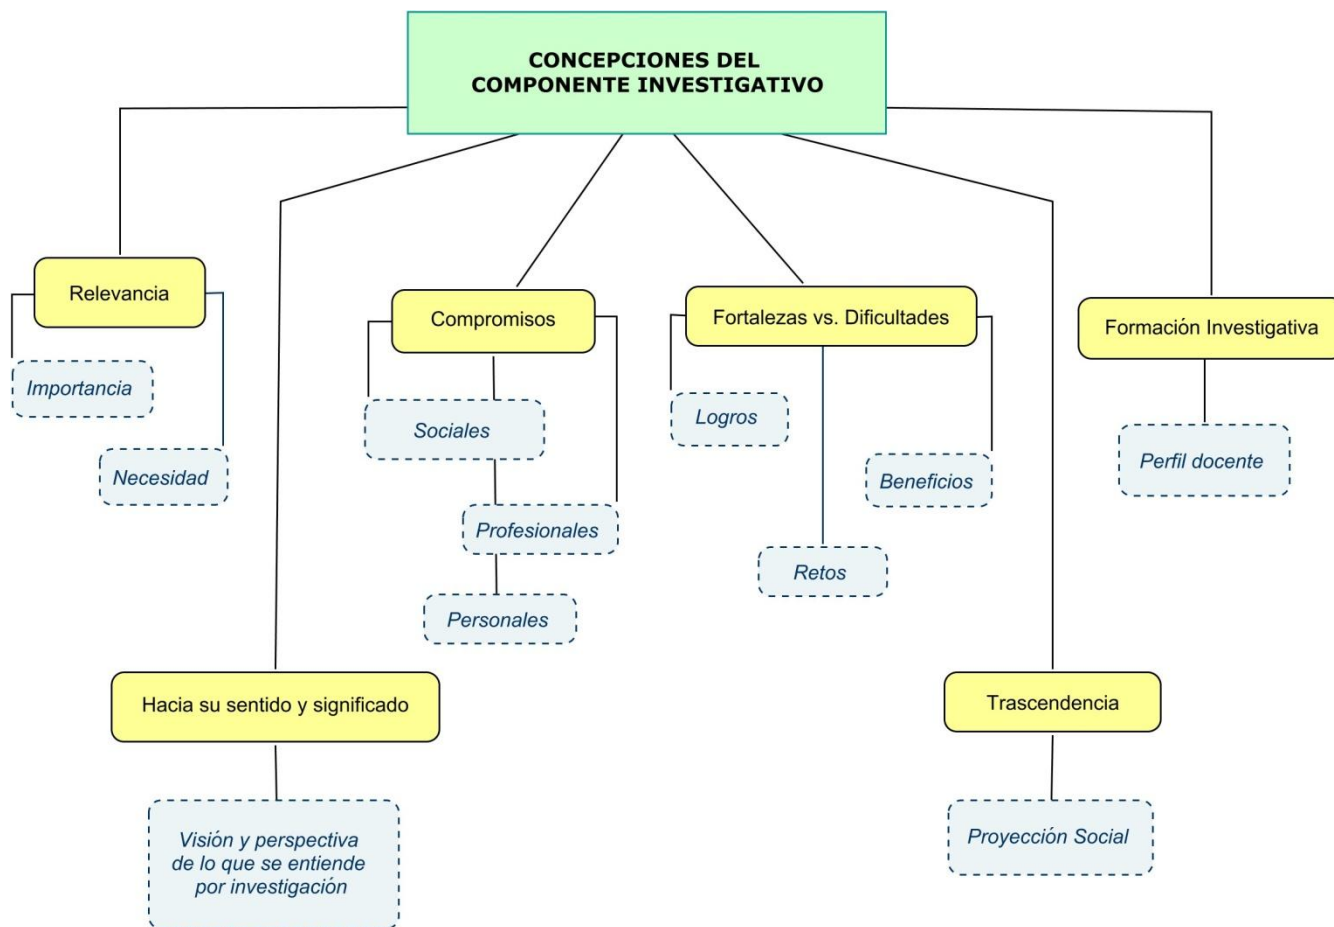 CONCEPCIONES DEL
COMPONENTE INVESTIGATIVO
Relevancia
Importancia
Necesidad
Hacia su sentido y significado
Visión y perspectiva
de lo que se entiende
por investigación
Compromisos
Sociales
Profesionales
Personales
Fortalezas vs. Dificultades
Logros
Retos
Beneficios
Trascendencia
Proyección Social
Formación Investigativa
Perfil docente